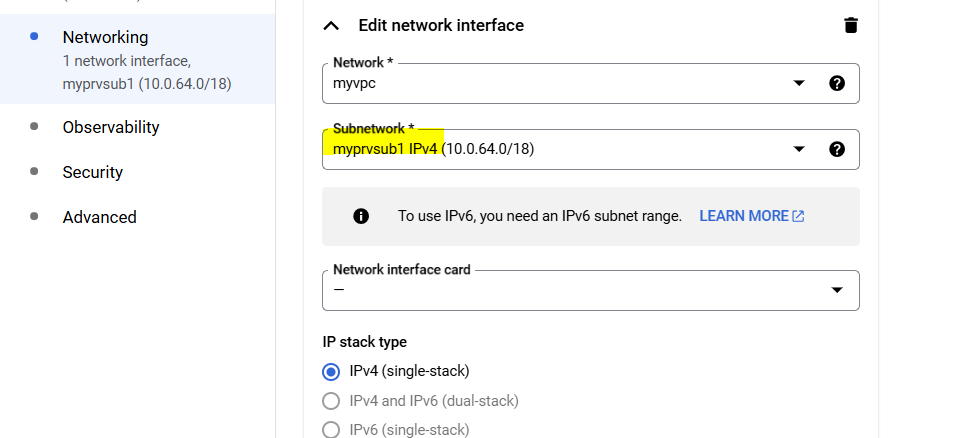 Networking
1 network interface,
myprvsub1 (10.0.64.0/18)
Observability
Security
Advanced
Edit network interface
Network *
myvpc
Subnetwork *
myprvsub1 IPv4 (10.0.64.0/18)
To use IPv6, you need an IPv6 subnet range. LEARN MORE
Network interface card
—
IP stack type
IPv4 (single-stack)
IPv4 and IPv6 (dual-stack)
IPv6 (single-stack)